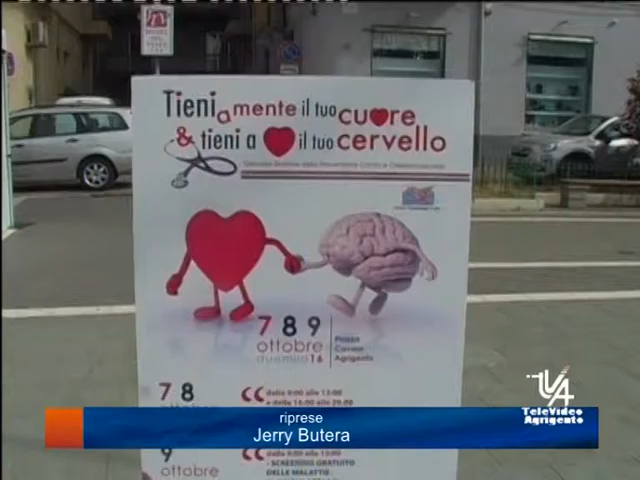 Tieni a mente il tuo cuore
& tieni a il tuo cervello
7 8 9
ottobre
duemila16
Piazza
Cavour
Agrigento
7 8
ottobre
dalle 9:00 alle 13:00
e dalle 16:00 alle 20.00
riprese
Jerry Butera
TeleVideo
Agrigento
9
ottobre
dalle 9:00 alle 13:00
- SCREENING GRATUITO
DELLE MALATTIE